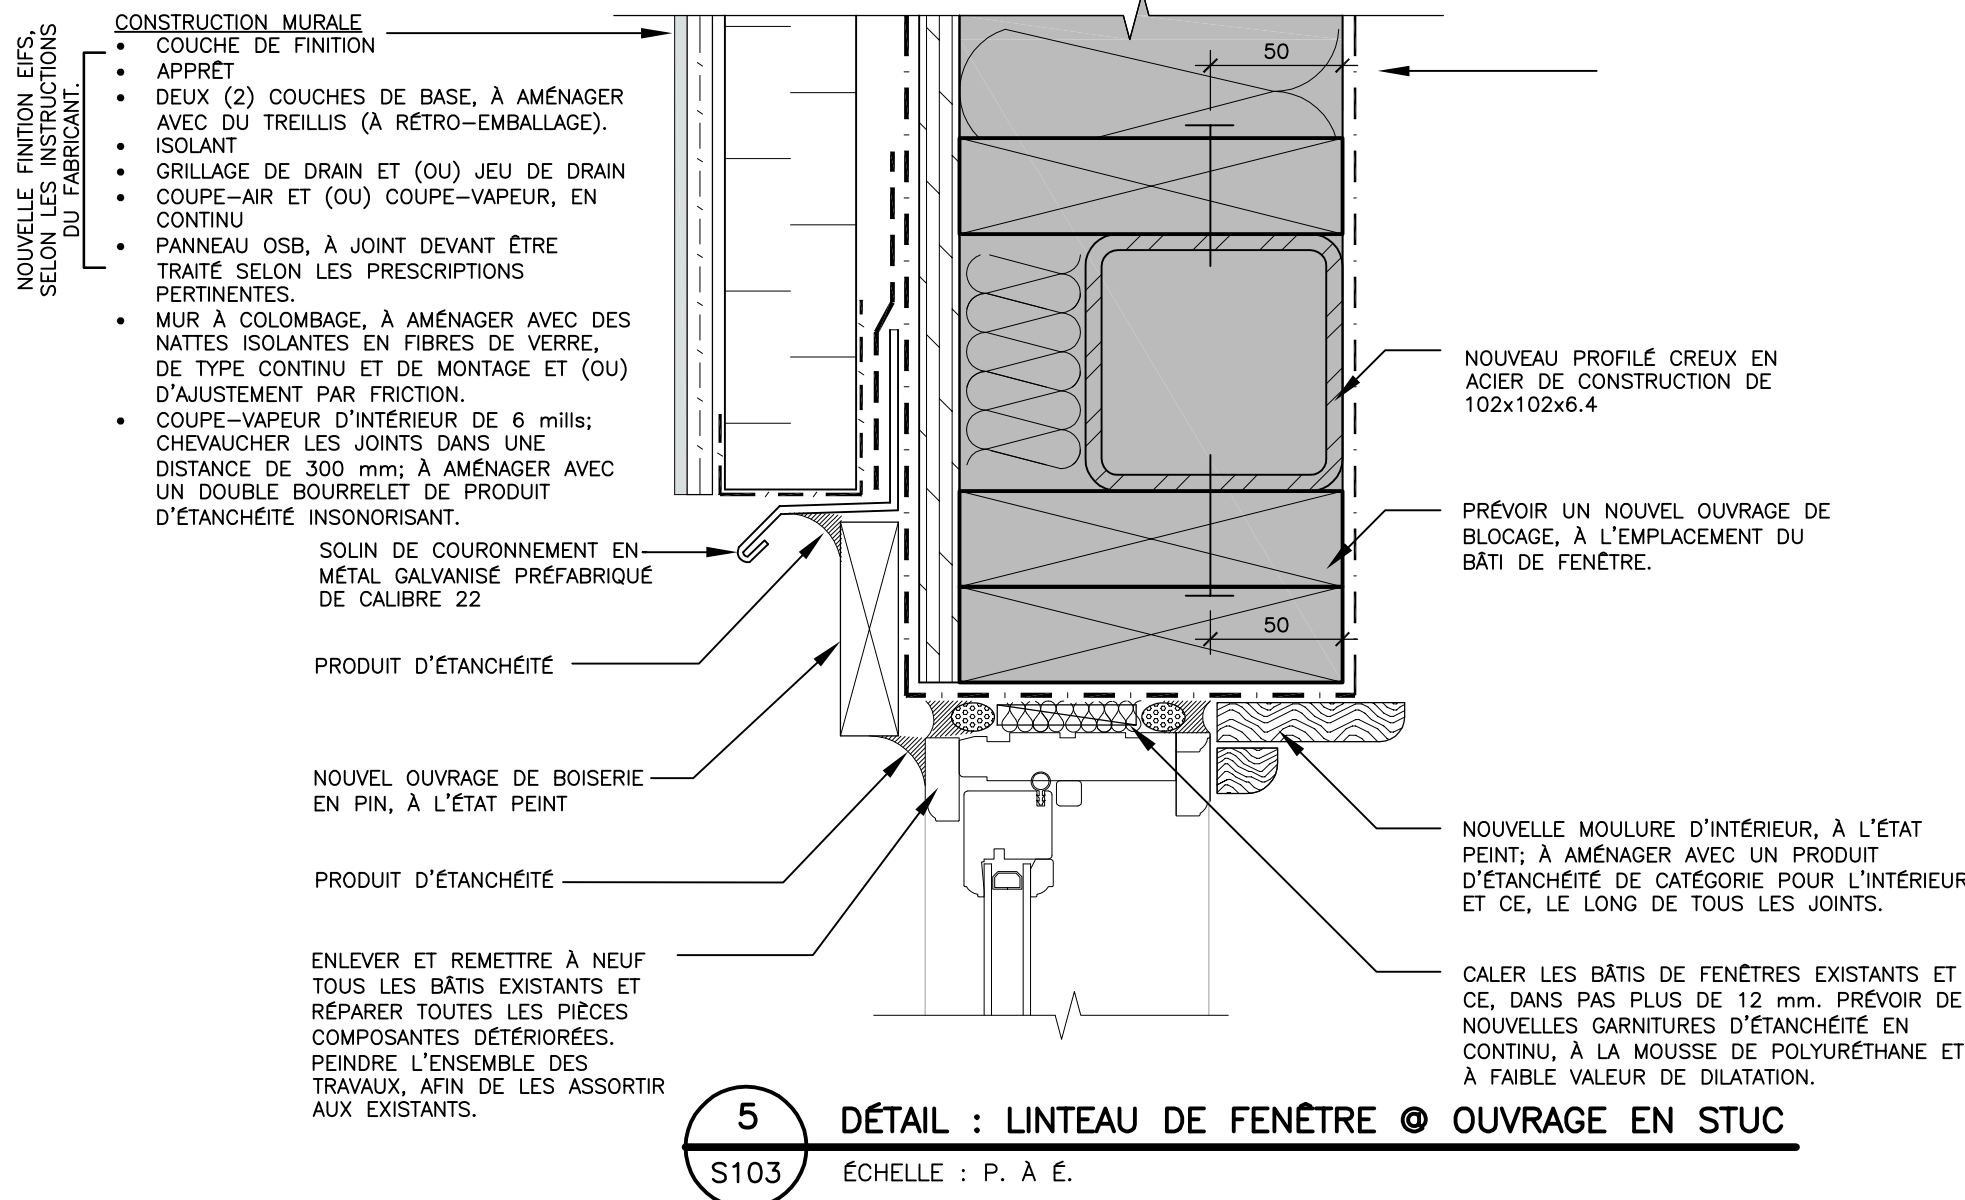 NOUVELLE FINITION EIFS,
SELON LES INSTRUCTIONS
DU FABRICANT.
CONSTRUCTION MURALE
• COUCHE DE FINITION
• APPRÊT
• DEUX (2) COUCHES DE BASE, À AMÉNAGER
AVEC DU TREILLIS (À RÉTRO-EMBALLAGE).
• ISOLANT
• GRILLAGE DE DRAIN ET (OU) JEU DE DRAIN
• COUPE-AIR ET (OU) COUPE-VAPEUR, EN
CONTINU
• PANNEAU OSB, À JOINT DEVANT ÊTRE
TRAITÉ SELON LES PRESCRIPTIONS
PERTINENTES.
• MUR À COLOMBAGE, À AMÉNAGER AVEC DES
NATTES ISOLANTES EN FIBRES DE VERRE,
DE TYPE CONTINU ET DE MONTAGE ET (OU)
D'AJUSTEMENT PAR FRICTION.
• COUPE-VAPEUR D'INTÉRIEUR DE 6 mills;
CHEVAUCHER LES JOINTS DANS UNE
DISTANCE DE 300 mm; À AMÉNAGER AVEC
UN DOUBLE BOURRELET DE PRODUIT
D'ÉTANCHÉITÉ INSONORISANT.
SOLIN DE COURONNEMENT EN
MÉTAL GALVANISÉ PRÉFABRIQUÉ
DE CALIBRE 22
PRODUIT D'ÉTANCHÉITÉ
NOUVEL OUVRAGE DE BOISERIE
EN PIN, À L'ÉTAT PEINT
PRODUIT D'ÉTANCHÉITÉ
ENLEVER ET REMETTRE À NEUF
TOUS LES BÂTIS EXISTANTS ET
RÉPARER TOUTES LES PIÈCES
COMPOSANTES DÉTÉRIORÉES.
PEINDRE L'ENSEMBLE DES
TRAVAUX, AFIN DE LES ASSORTIR
AUX EXISTANTS.
50
50
NOUVEAU PROFILÉ CREUX EN
ACIER DE CONSTRUCTION DE
102x102x6.4
PRÉVOIR UN NOUVEL OUVRAGE DE
BLOCAGE, À L'EMPLACEMENT DU
BÂTI DE FENÊTRE.
NOUVELLE MOULURE D'INTÉRIEUR, À L'ÉTAT
PEINT; À AMÉNAGER AVEC UN PRODUIT
D'ÉTANCHÉITÉ DE CATÉGORIE POUR L'INTÉRIEUR
ET CE, LE LONG DE TOUS LES JOINTS.
CALER LES BÂTIS DE FENÊTRES EXISTANTS ET
CE, DANS PAS PLUS DE 12 mm. PRÉVOIR DE
NOUVELLES GARNITURES D'ÉTANCHÉITÉ EN
CONTINU, À LA MOUSSE DE POLYURÉTHANE ET
À FAIBLE VALEUR DE DILATATION.
5
S103
DÉTAIL : LINTEAU DE FENÊTRE @ OUVRAGE EN STUC
ÉCHELLE : P. À É.